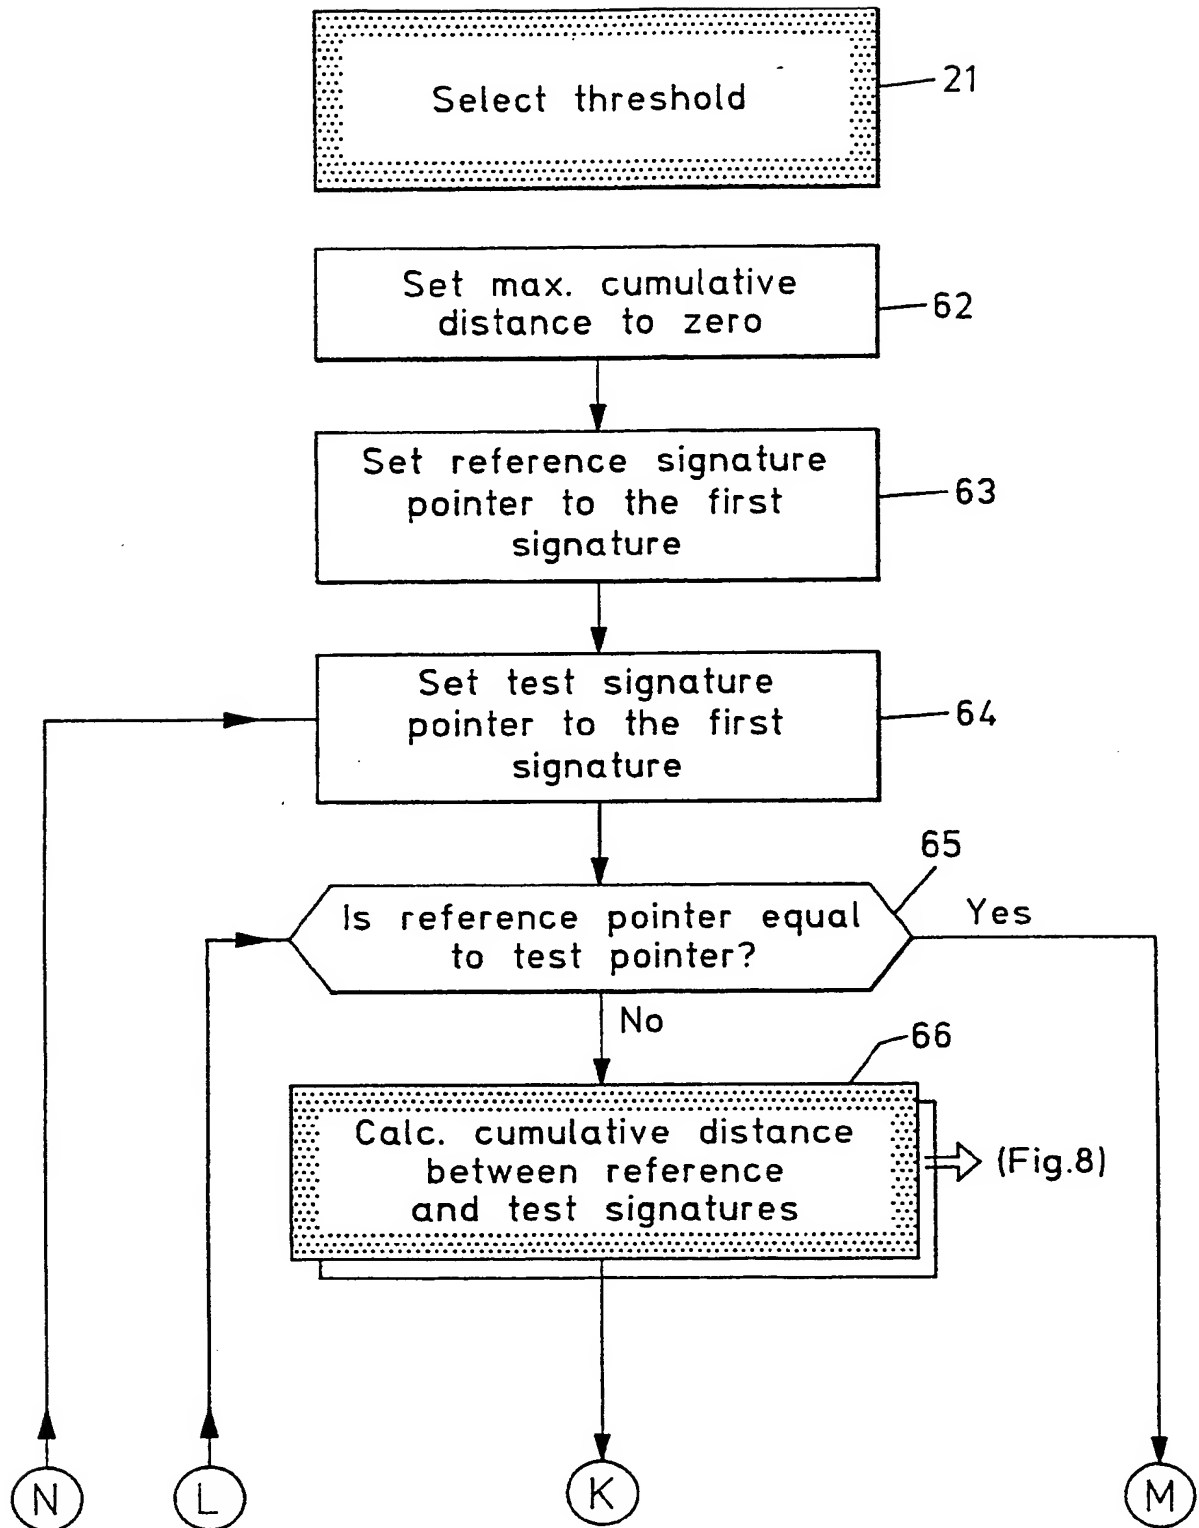 Select threshold
21
Set max. cumulative
distance to zero
62
Set reference signature
pointer to the first
signature
63
Set test signature
pointer to the first
signature
64
65
Is reference pointer equal
to test pointer?
Yes
No
66
Calc. cumulative distance
between reference
and test signatures
(Fig.8)
N
L
K
M